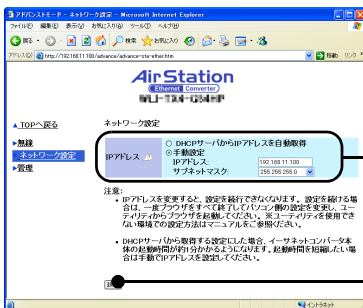 アドバンストモード - ネットワーク設定 - Microsoft Internet Explorer
ファイル(F) 編集(E) 表示(V) お気に入り(A) ツール(T) ヘルプ(H)
戻る 検索 お気に入り
アドレス(D) http://192.168.11.100/advance/advance-sta-ether.htm 移動 リンク
AirStation
Ethernet Converter
WLI-TX4-G54HP
▲ TOPへ戻る
ネットワーク設定
▶無線
ネットワーク設定
▶管理
IPアドレス
DHCPサーバからIPアドレスを自動取得
手動設定
IPアドレス: 192.168.11.100
サブネットマスク: 255.255.255.0
注意:
• IPアドレスを変更すると、設定を続行できなくなります。設定を続ける場
合は、一度ブラウザをすべて終了してパソコン側の設定を変更し、ユー
ティリティからブラウザを起動してください。※ユーティリティを使用でき
ない環境での設定方法はマニュアルをご参照ください。
• DHCPサーバから取得する設定にした場合、イーサネットコンバータ本
体の起動時間が約1分かかるようになります。起動時間を短縮したい場
合は手動でIPアドレスを設定してください。
イントラネット